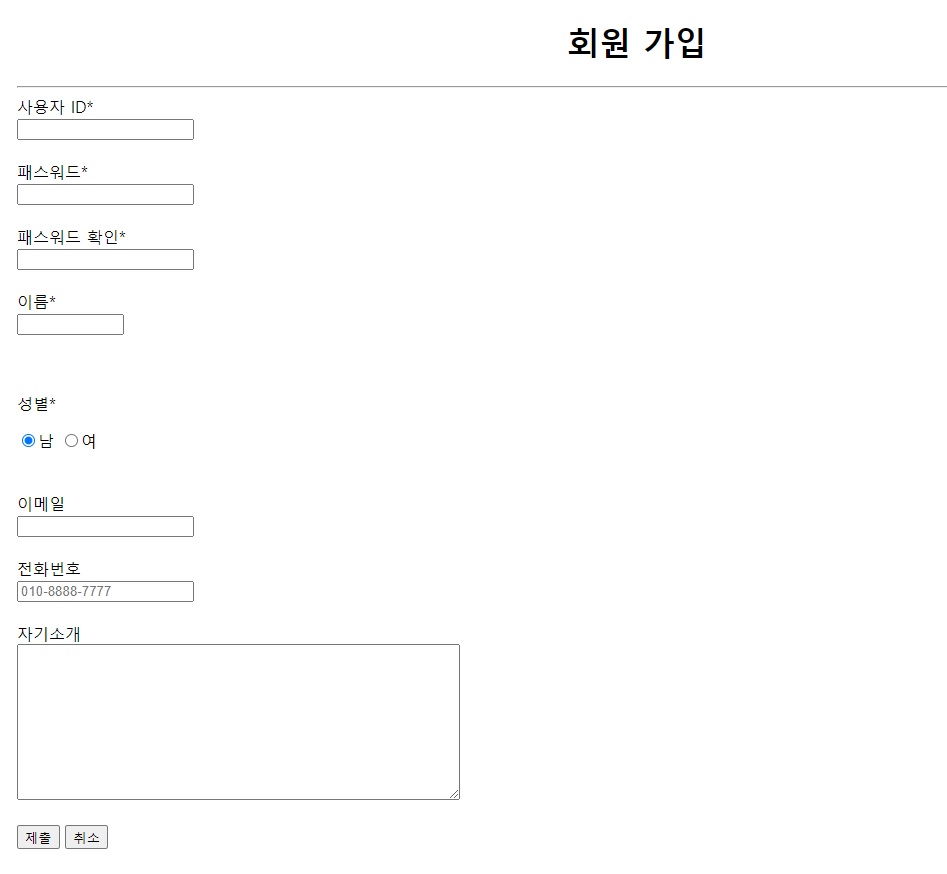 회원 가입
사용자 ID*
패스워드*
패스워드 확인*
이름*
성별*
남 여
이메일
전화번호
010-8888-7777
자기소개
제출 취소